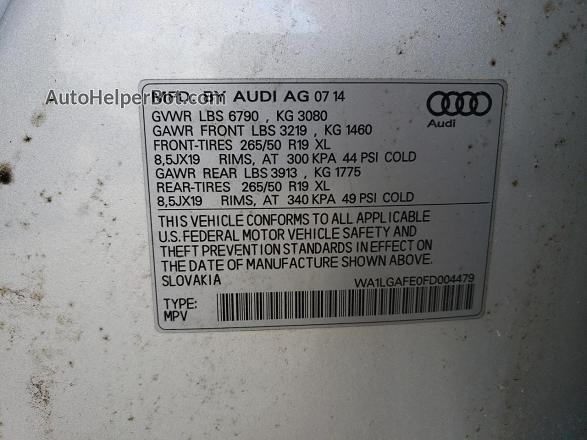 AutoHelperBot.com
MFD. BY AUDI AG 07 14
GVWR LBS 6790 , KG 3080
GAWR FRONT LBS 3219 , KG 1460
FRONT-TIRES 265/50 R19 XL
8,5JX19 RIMS, AT 300 KPA 44 PSI COLD
GAWR REAR LBS 3913 , KG 1775
REAR-TIRES 265/50 R19 XL
8,5JX19 RIMS, AT 340 KPA 49 PSI COLD
Audi
THIS VEHICLE CONFORMS TO ALL APPLICABLE
U.S. FEDERAL MOTOR VEHICLE SAFETY AND
THEFT PREVENTION STANDARDS IN EFFECT ON
THE DATE OF MANUFACTURE SHOWN ABOVE.
SLOVAKIA
WA1LGAFE0FD004479
TYPE:
MPV